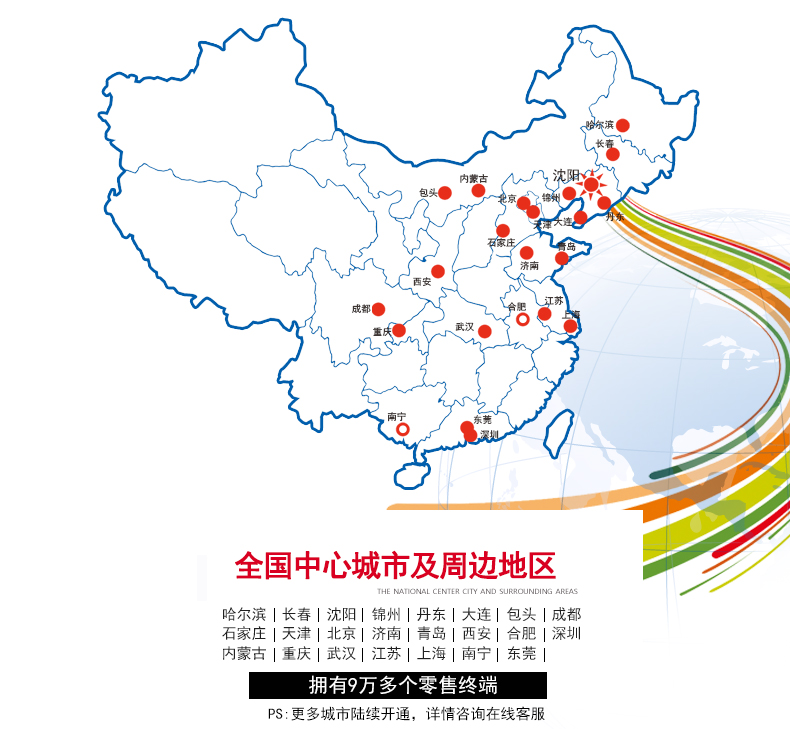 哈尔滨
长春
沈阳
内蒙古
包头
锦州
北京
丹东
天津
大连
石家庄
青岛
济南
西安
江苏
成都
合肥
上海
重庆
武汉
南宁
东莞
深圳
全国中心城市及周边地区
THE NATIONAL CENTER CITY AND SURROUNDING AREAS
哈尔滨 | 长春 | 沈阳 | 锦州 | 丹东 | 大连 | 包头 | 成都
石家庄 | 天津 | 北京 | 济南 | 青岛 | 西安 | 合肥 | 深圳
内蒙古 | 重庆 | 武汉 | 江苏 | 上海 | 南宁 | 东莞 |
拥有9万多个零售终端
PS:更多城市陆续开通，详情咨询在线客服